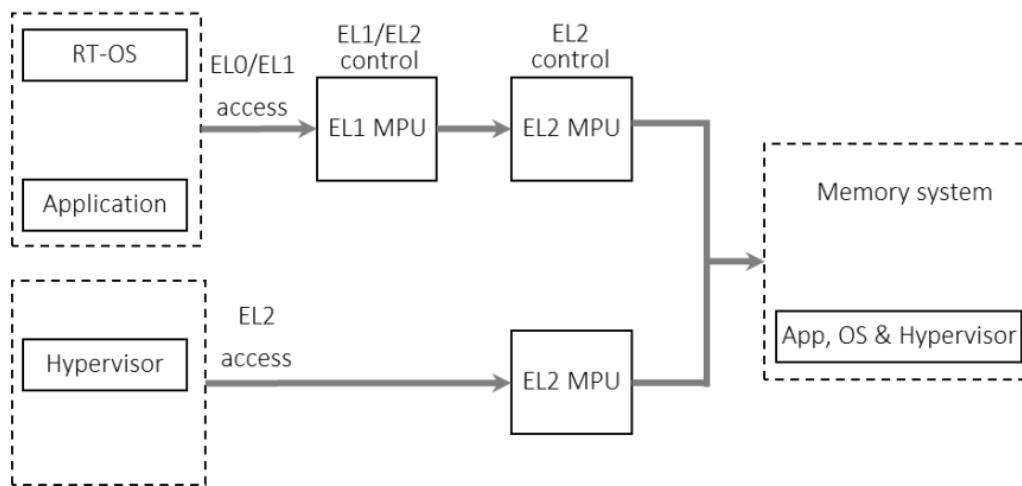 RT-OS
Application
EL0/EL1
access
EL1/EL2
control
EL1 MPU
EL2
control
EL2 MPU
Memory system
App, OS & Hypervisor
Hypervisor
EL2
access
EL2 MPU